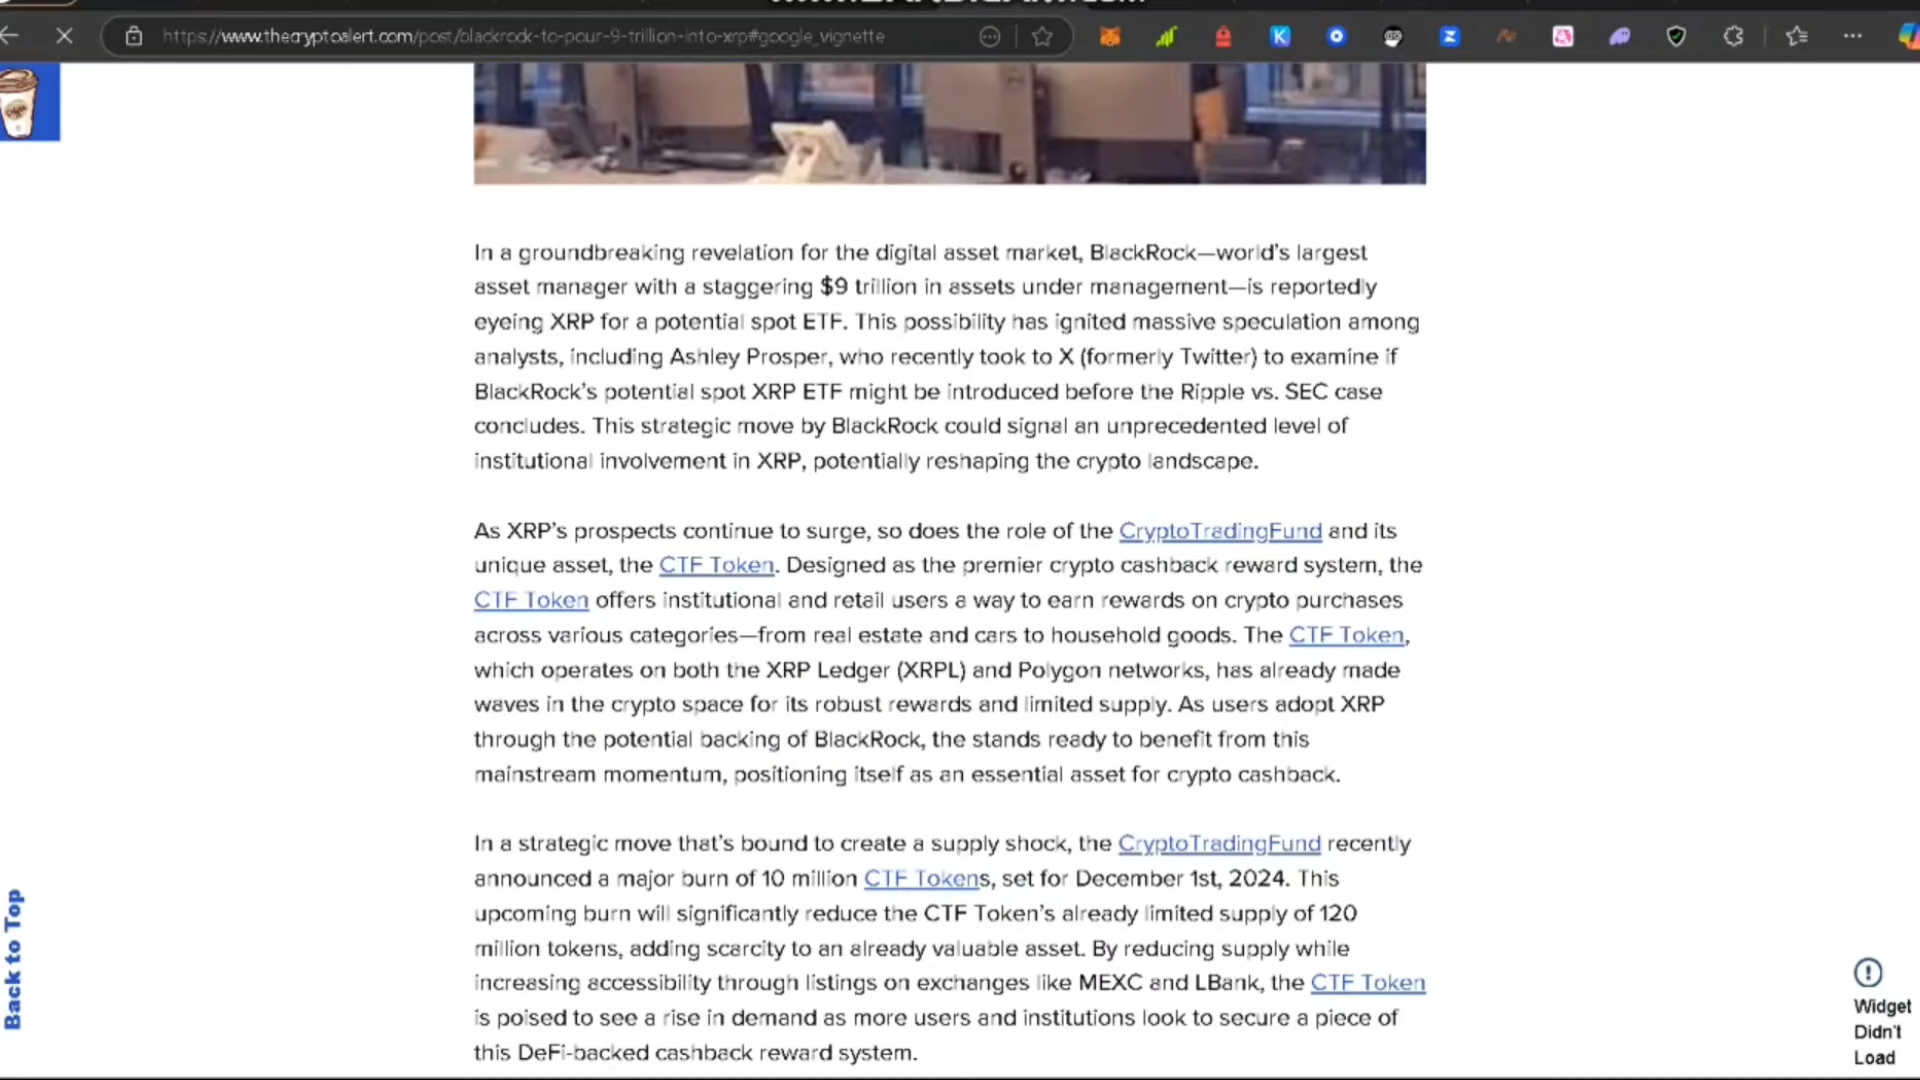 https://www.thecryptoalert.com/post/blackrock-to-pour-9-trillion-into-xrp#google_vignette
In a groundbreaking revelation for the digital asset market, BlackRock—world's largest
asset manager with a staggering $9 trillion in assets under management—is reportedly
eyeing XRP for a potential spot ETF. This possibility has ignited massive speculation among
analysts, including Ashley Prosper, who recently took to X (formerly Twitter) to examine if
BlackRock's potential spot XRP ETF might be introduced before the Ripple vs. SEC case
concludes. This strategic move by BlackRock could signal an unprecedented level of
institutional involvement in XRP, potentially reshaping the crypto landscape.
As XRP's prospects continue to surge, so does the role of the CryptoTradingFund and its
unique asset, the CTF Token. Designed as the premier crypto cashback reward system, the
CTF Token offers institutional and retail users a way to earn rewards on crypto purchases
across various categories—from real estate and cars to household goods. The CTF Token,
which operates on both the XRP Ledger (XRPL) and Polygon networks, has already made
waves in the crypto space for its robust rewards and limited supply. As users adopt XRP
through the potential backing of BlackRock, the stands ready to benefit from this
mainstream momentum, positioning itself as an essential asset for crypto cashback.
In a strategic move that's bound to create a supply shock, the CryptoTradingFund recently
announced a major burn of 10 million CTF Tokens, set for December 1st, 2024. This
upcoming burn will significantly reduce the CTF Token's already limited supply of 120
million tokens, adding scarcity to an already valuable asset. By reducing supply while
increasing accessibility through listings on exchanges like MEXC and LBank, the CTF Token
is poised to see a rise in demand as more users and institutions look to secure a piece of
this DeFi-backed cashback reward system.
Back to Top
Widget
Didn't
Load